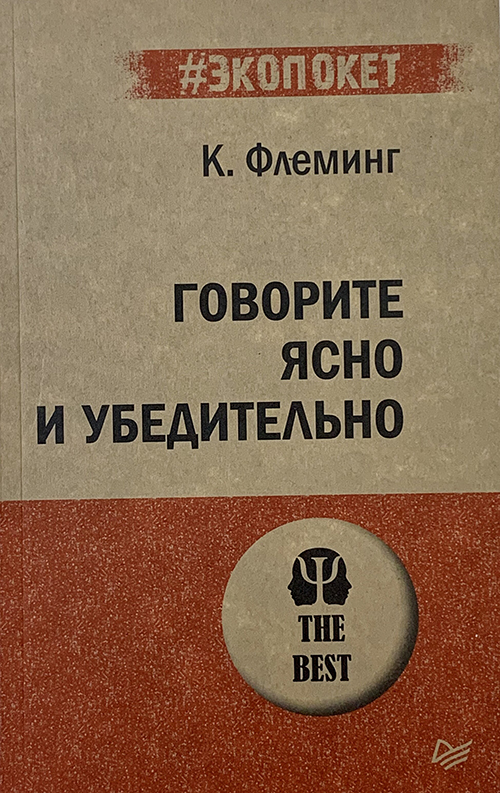 #ЭКОПОКЕТ
К. Флеминг
ГОВОРИТЕ
ЯСНО
И УБЕДИТЕЛЬНО
Ψ
THE
BEST